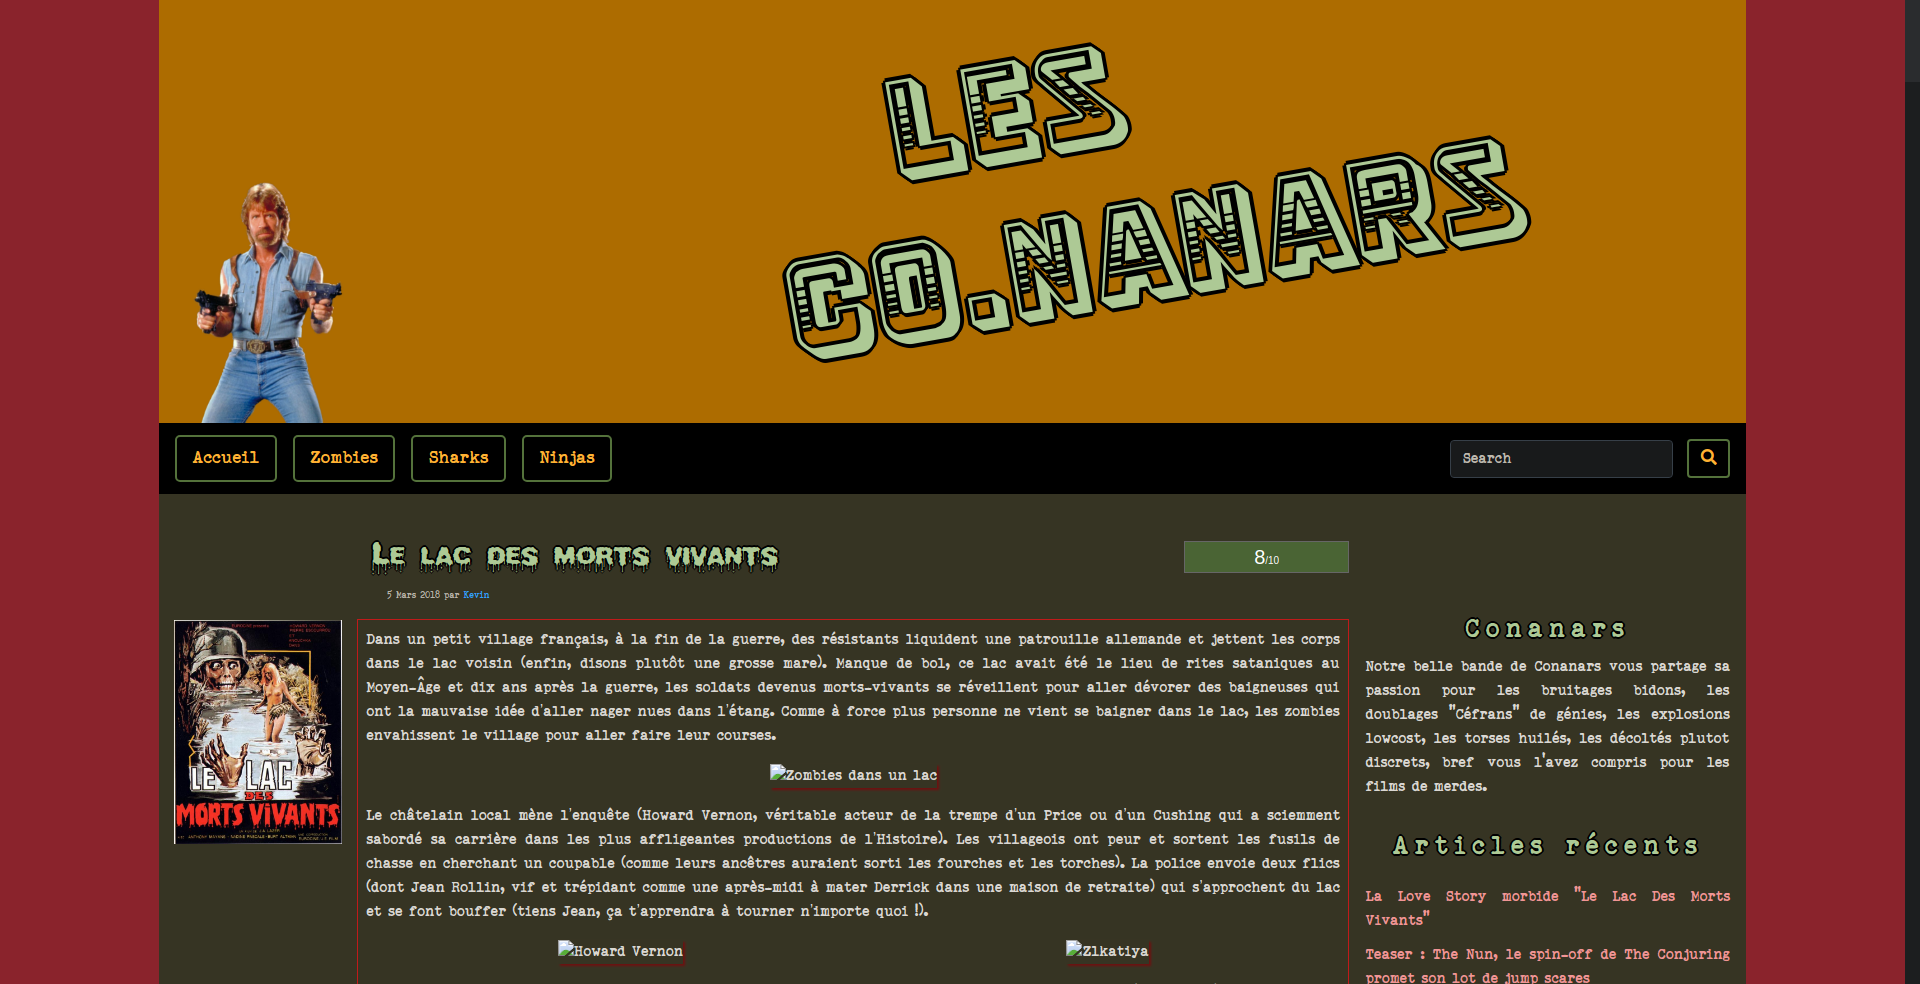 LES
CO.NANARS
Accueil
Zombies
Sharks
Ninjas
Search
Le lac des morts vivants
8/10
5 Mars 2018 par Kevin
LE LAC
DES
MORTS VIVANTS
Dans un petit village français, à la fin de la guerre, des résistants liquident une patrouille allemande et jettent les corps
dans le lac voisin (enfin, disons plutôt une grosse mare). Manque de bol, ce lac avait été le lieu de rites sataniques au
Moyen-Âge et dix ans après la guerre, les soldats devenus morts-vivants se réveillent pour aller dévorer des baigneuses qui
ont la mauvaise idée d'aller nager nues dans l'étang. Comme à force plus personne ne vient se baigner dans le lac, les zombies
envahissent le village pour aller faire leur courses.
Zombies dans un lac
Le châtelain local mène l'enquête (Howard Vernon, véritable acteur de la trempe d'un Price ou d'un Cushing qui a sciemment
sabordé sa carrière dans les plus affligeantes productions de l'Histoire). Les villageois ont peur et sortent les fusils de
chasse en cherchant un coupable (comme leurs ancêtres auraient sorti les fourches et les torches). La police envoie deux flics
(dont Jean Rollin, vif et trépidant comme une après-midi à mater Derrick dans une maison de retraite) qui s'approchent du lac
et se font bouffer (tiens Jean, ça t'apprendra à tourner n'importe quoi !).
Howard Vernon
Zlkatiya
Conanars
Notre belle bande de Conanars vous partage sa
passion pour les bruitages bidons, les
doublages "Céfrans" de génies, les explosions
lowcost, les torses huilés, les décoltés plutot
discrets, bref vous l'avez compris pour les
films de merdes.
Articles récents
La Love Story morbide "Le Lac Des Morts
Vivants"
Teaser : The Nun, le spin-off de The Conjuring
promet son lot de jump scares